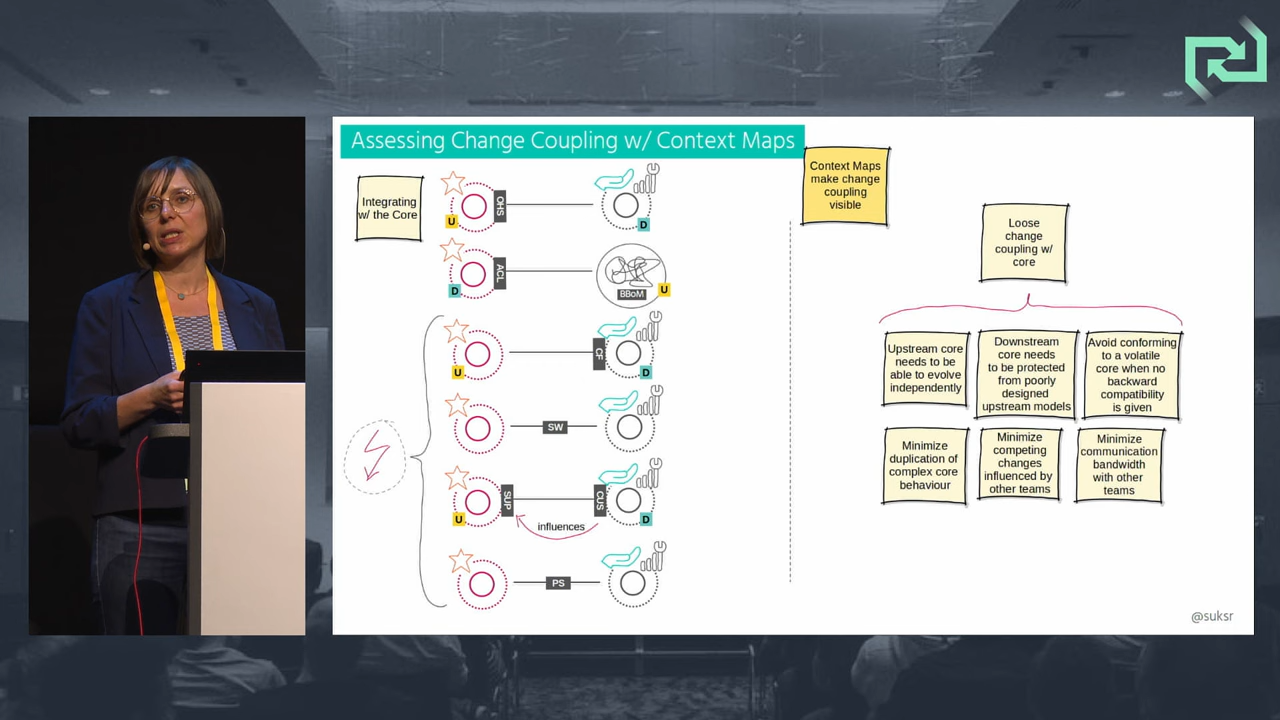 Assessing Change Coupling w/ Context Maps
Integrating
w/ the Core
OHS
U
D
ACL
D
BBoM
U
CF
U
D
SW
SUP
CUS
U
D
influences
PS
Context Maps
make change
coupling
visible
Loose
change
coupling w/
core
Upstream core
needs to be
able to evolve
independently
Downstream
core needs
to be protected
from poorly
designed
upstream models
Avoid conforming
to a volatile
core when no
backward
compatibility
is given
Minimize
duplication of
complex core
behaviour
Minimize
competing
changes
influenced by
other teams
Minimize
communication
bandwidth
with other
teams
@suksr